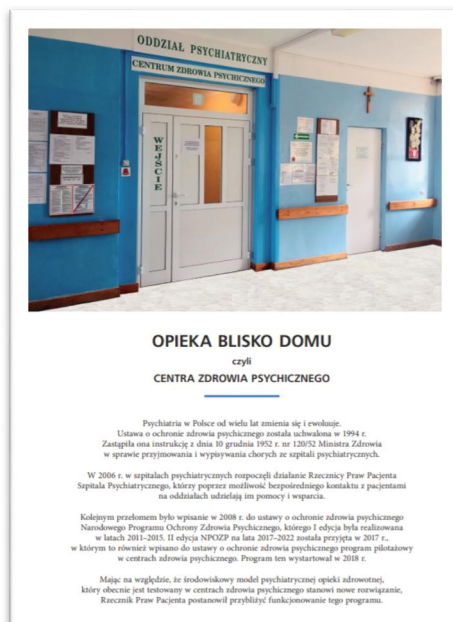 ODDZIAŁ PSYCHIATRYCZNY
CENTRUM ZDROWIA PSYCHICZNEGO
WEJŚCIE
OPIEKA BLISKO DOMU
czyli
CENTRA ZDROWIA PSYCHICZNEGO
Psychiatria w Polsce od wielu lat zmienia się i ewoluuje.
Ustawa o ochronie zdrowia psychicznego została uchwalona w 1994 r.
Zastąpiła ona instrukcję z dnia 10 grudnia 1952 r. nr 120/52 Ministra Zdrowia
w sprawie przyjmowania i wypisywania chorych ze szpitali psychiatrycznych.
W 2006 r. w szpitalach psychiatrycznych rozpoczęli działanie Rzecznicy Praw Pacjenta
Szpitala Psychiatrycznego, którzy poprzez możliwość bezpośredniego kontaktu z pacjentami
na oddziałach udzielają im pomocy i wsparcia.
Kolejnym przełomem było wpisanie w 2008 r. do ustawy o ochronie zdrowia psychicznego
Narodowego Programu Ochrony Zdrowia Psychicznego, którego I edycja była realizowana
w latach 2011–2015. II edycja NPOZP na lata 2017–2022 została przyjęta w 2017 r.,
w którym to również wpisano do ustawy o ochronie zdrowia psychicznego program pilotażowy
w centrach zdrowia psychicznego. Program ten wystartował w 2018 r.
Mając na względzie, że środowiskowy model psychiatrycznej opieki zdrowotnej,
który obecnie jest testowany w centrach zdrowia psychicznego stanowi nowe rozwiązanie,
Rzecznik Praw Pacjenta postanowił przybliżyć funkcjonowanie tego programu.